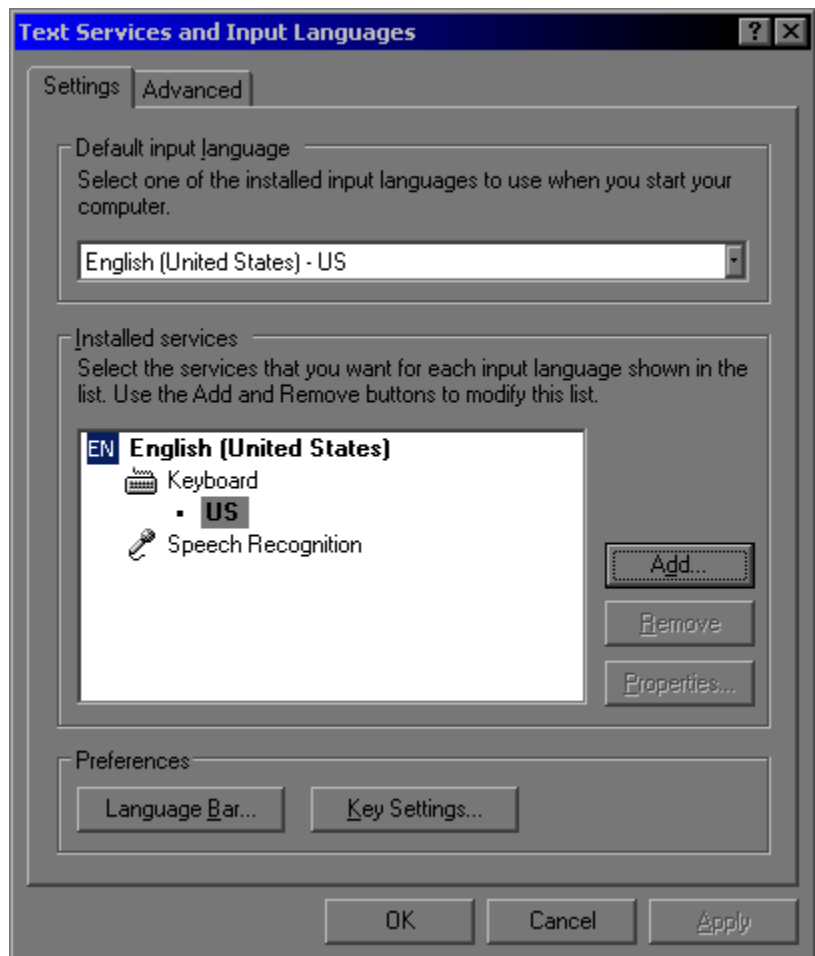 Text Services and Input Languages
Settings
Advanced
Default input language
Select one of the installed input languages to use when you start your
computer.
English (United States) - US
Installed services
Select the services that you want for each input language shown in the
list. Use the Add and Remove buttons to modify this list.
EN English (United States)
Keyboard
US
Speech Recognition
Add...
Remove
Properties...
Preferences
Language Bar...
Key Settings...
OK
Cancel
Apply